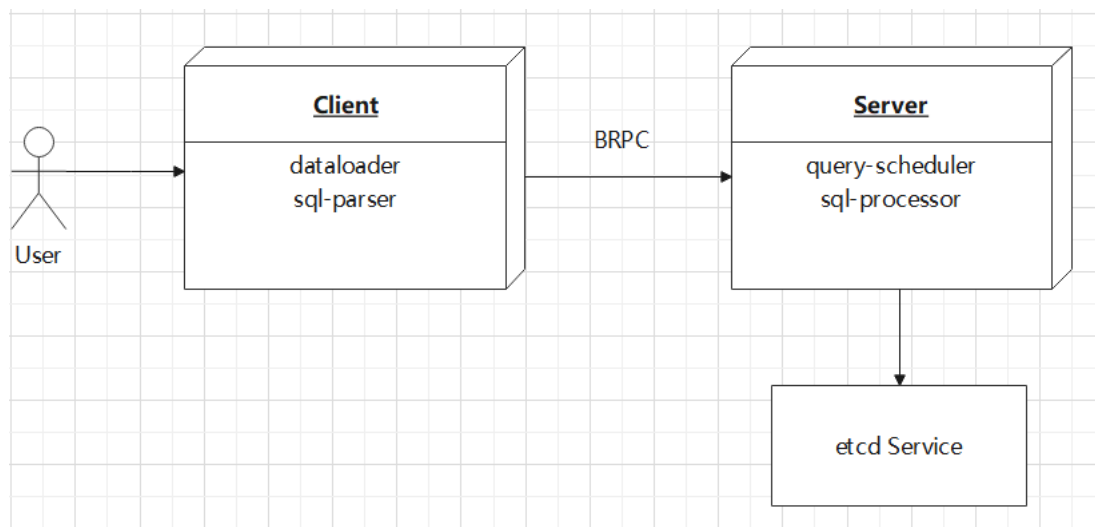 Client
dataloader
sql-parser
BRPC
Server
query-scheduler
sql-processor
User
etcd Service